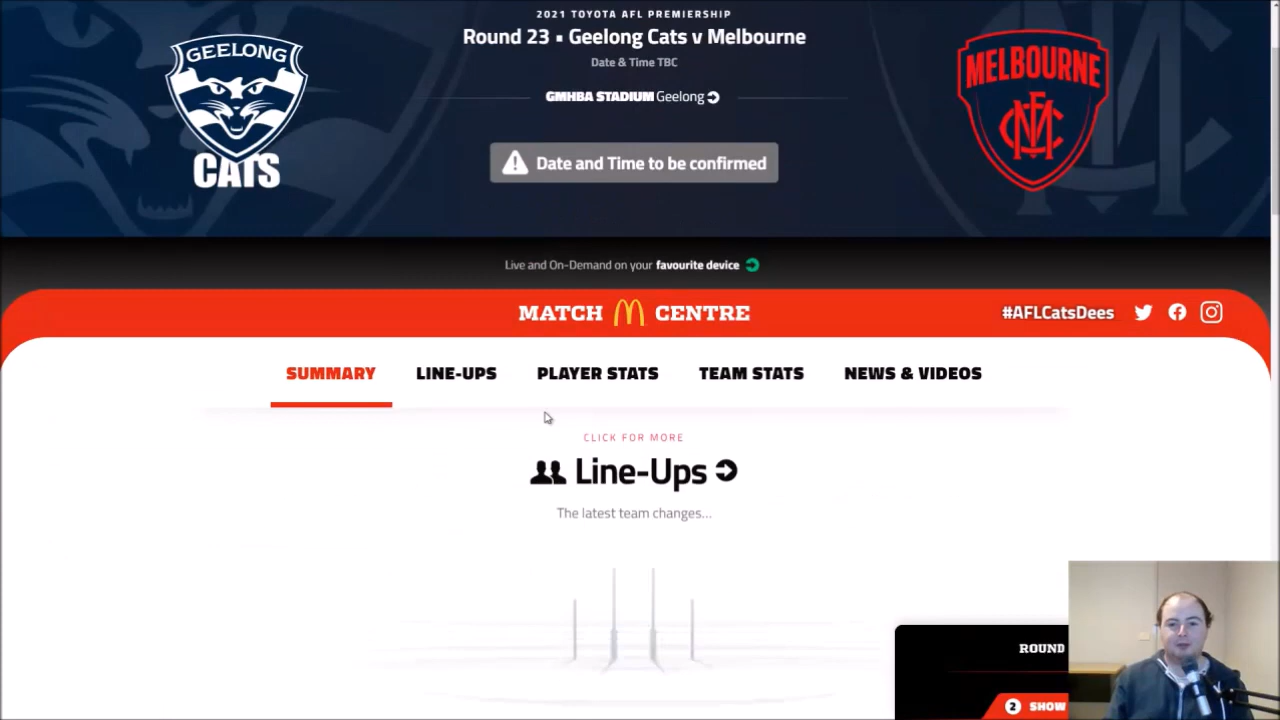 2021 TOYOTA AFL PREMIERSHIP
Round 23 • Geelong Cats v Melbourne
Date & Time TBC
GMHBA STADIUM Geelong
GEELONG
CATS
MELBOURNE
Date and Time to be confirmed
Live and On-Demand on your favourite device
MATCH CENTRE
#AFLCatsDees
SUMMARY LINE-UPS PLAYER STATS TEAM STATS NEWS & VIDEOS
CLICK FOR MORE
Line-Ups
The latest team changes...
ROUND
2 SHOW